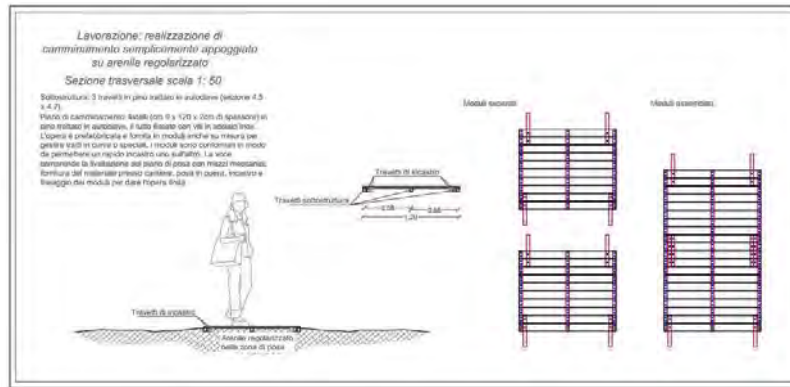 Lavorazione: realizzazione di
camminamento semplicemente appoggiato
su arenile regolarizzato
Sezione trasversale scala 1: 50
Sottostruttura: 3 travetti in pino trattato in autoclave (sezione 4.5
x 4.7).
Piano di camminamento: listelli (cm 9 x 120 x 2cm di spessore) in
pino trattato in autoclave, il tutto fissato con viti in acciaio inox.
L'opera è prefabbricata e fornita in moduli anche su misura per
gestire tratti in curva o speciali, i moduli sono conformati in modo
da permettere un rapido incastro uno sull'altro. La voce
comprende la livellazione del piano di posa con mezzi meccanici,
fornitura del materiale presso cantiere, posa in opera, incastro e
fissaggio dei moduli per dare l'opera finita
Moduli separati
Moduli assemblati
Travetti di incastro
Travetti sottostruttura
1,20
Travetti di incastro
Arenile regolarizzato
nella zona di posa